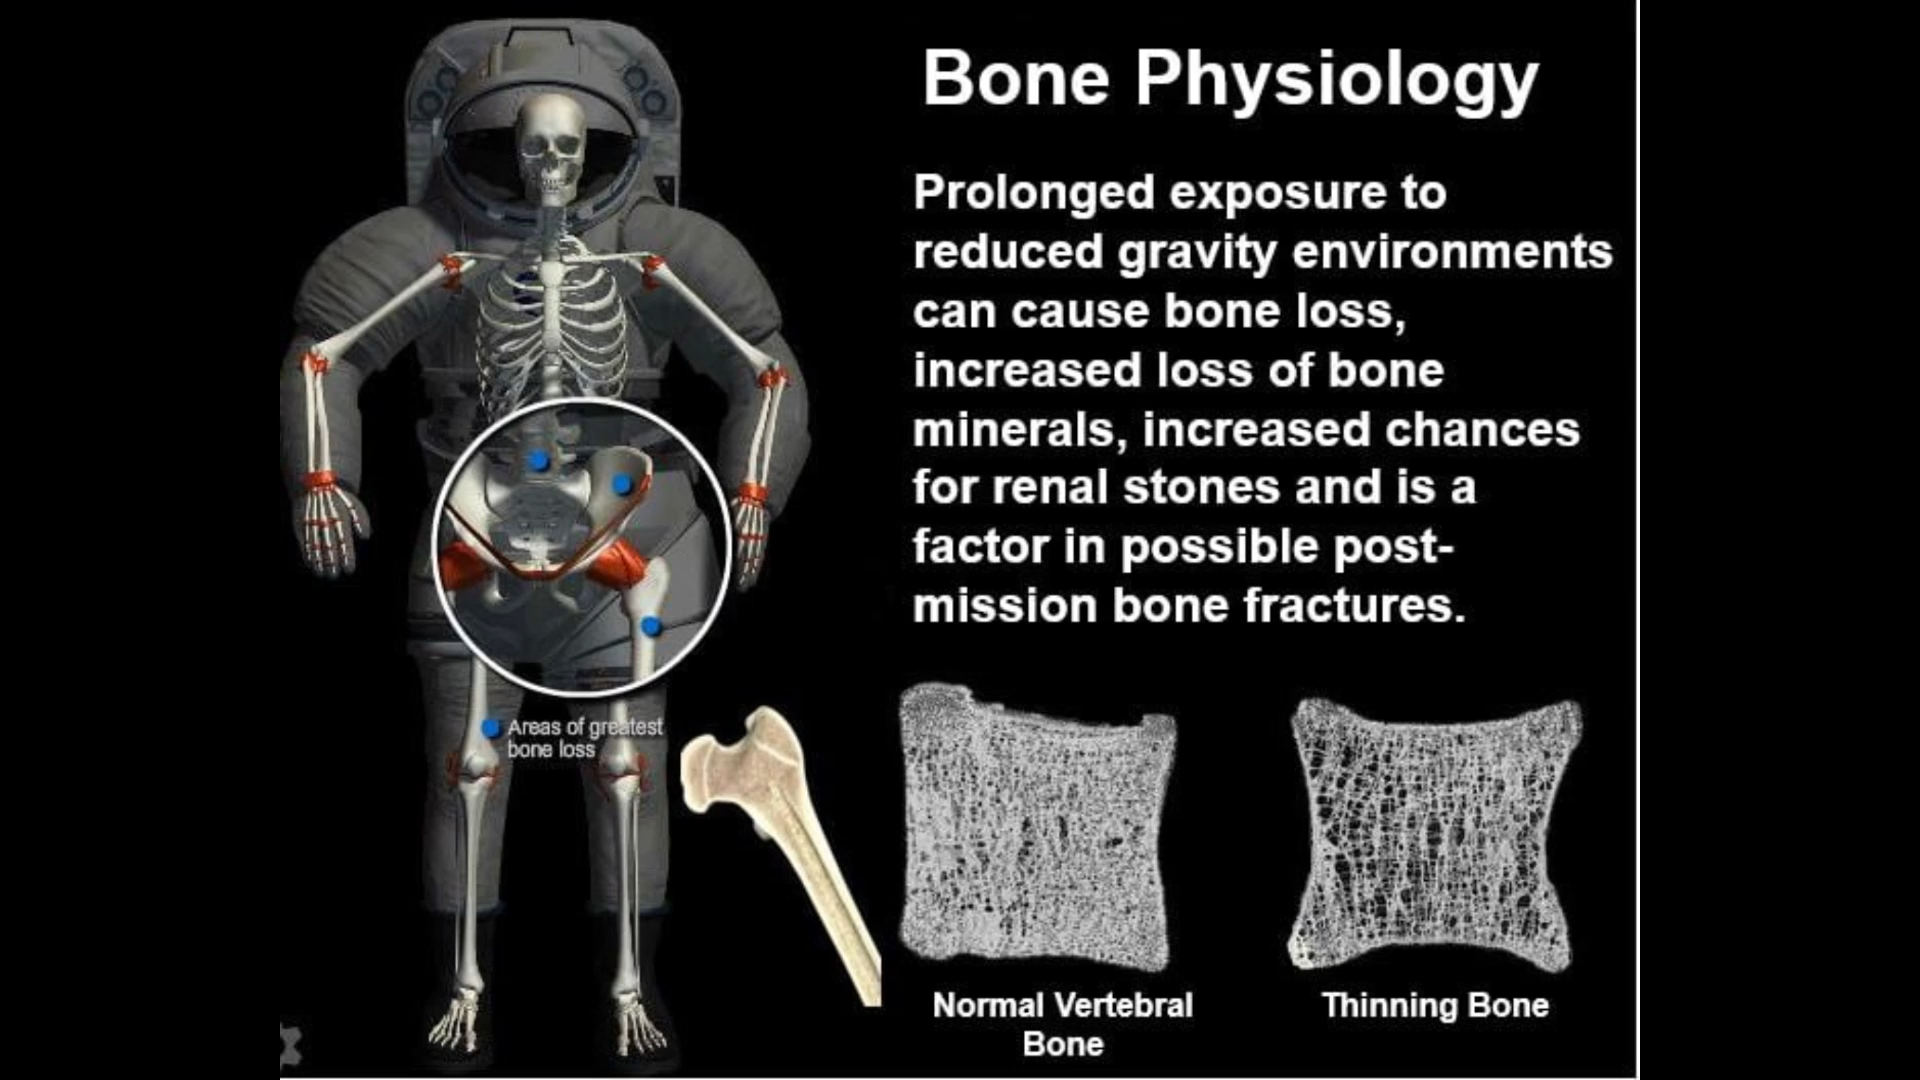 Bone Physiology
Prolonged exposure to
reduced gravity environments
can cause bone loss,
increased loss of bone
minerals, increased chances
for renal stones and is a
factor in possible post-
mission bone fractures.
Areas of greatest
bone loss
Normal Vertebral
Bone
Thinning Bone